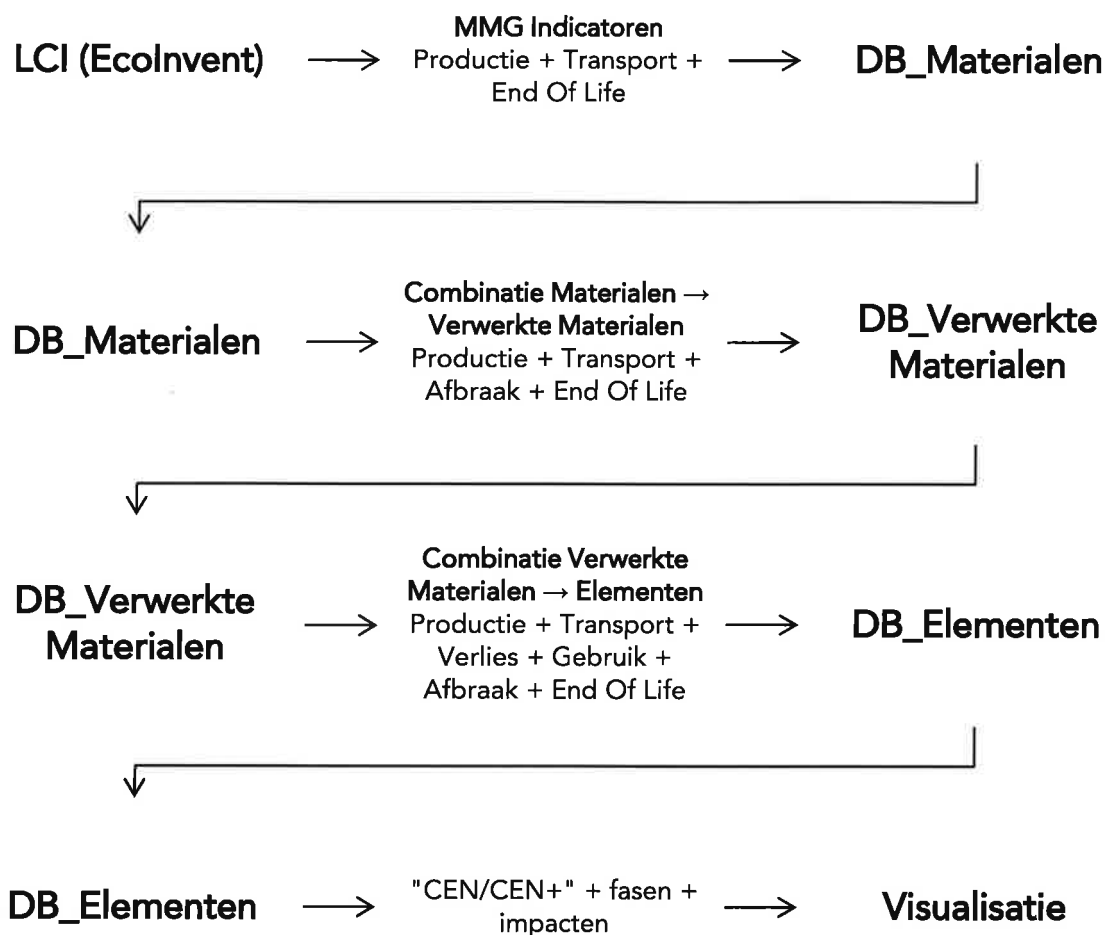 LCI (EcoInvent)
MMG Indicatoren
Productie + Transport +
End Of Life
DB_Materialen
DB_Materialen
Combinatie Materialen →
Verwerkte Materialen
Productie + Transport +
Afbraak + End Of Life
DB_Verwerkte
Materialen
DB_Verwerkte
Materialen
Combinatie Verwerkte
Materialen → Elementen
Productie + Transport +
Verlies + Gebruik +
Afbraak + End Of Life
DB_Elementen
DB_Elementen
"CEN/CEN+" + fasen +
impacten
Visualisatie